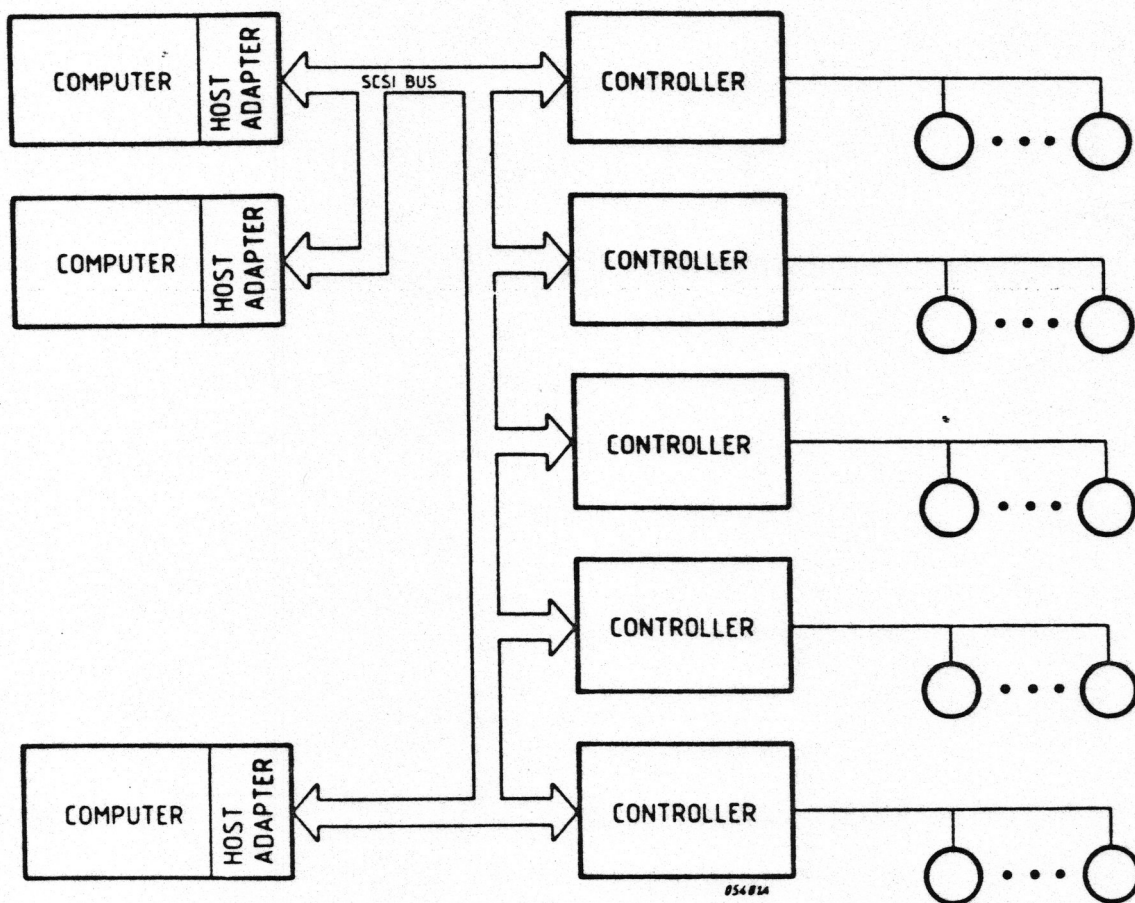 COMPUTER
HOST
ADAPTER
SCSI BUS
CONTROLLER
COMPUTER
HOST
ADAPTER
CONTROLLER
CONTROLLER
CONTROLLER
COMPUTER
HOST
ADAPTER
CONTROLLER